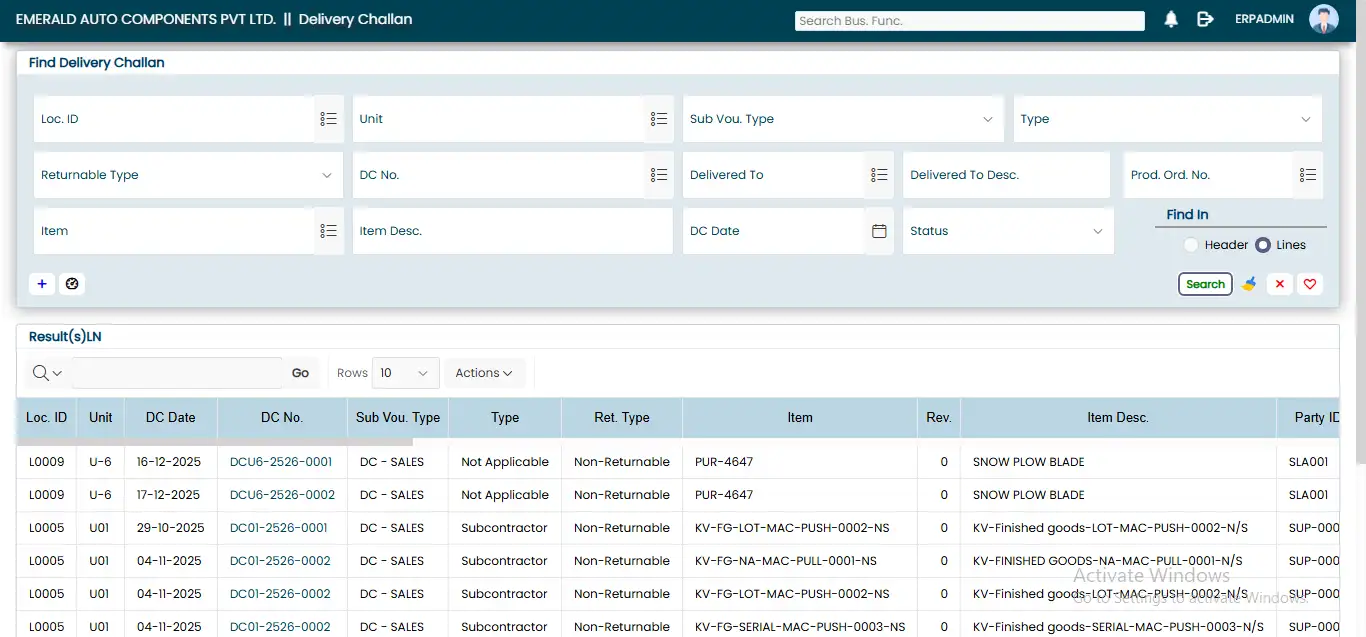 EMERALD AUTO COMPONENTS PVT LTD. || Delivery Challan Search Bus. Func. ERPADMIN
Find Delivery Challan
Loc. ID Unit Sub Vou. Type Type
Returnable Type DC No. Delivered To Delivered To Desc. Prod. Ord. No.
Item Item Desc. DC Date Status Find In
Header Lines
+ Search
Result(s)LN
Go Rows 10 Actions
Loc. ID Unit DC Date DC No. Sub Vou. Type Type Ret. Type Item Rev. Item Desc. Party ID
L0009 U-6 16-12-2025 DCU6-2526-0001 DC - SALES Not Applicable Non-Returnable PUR-4647 0 SNOW PLOW BLADE SLA001
L0009 U-6 17-12-2025 DCU6-2526-0002 DC - SALES Not Applicable Non-Returnable PUR-4647 0 SNOW PLOW BLADE SLA001
L0005 U01 29-10-2025 DC01-2526-0001 DC - SALES Subcontractor Non-Returnable KV-FG-LOT-MAC-PUSH-0002-NS 0 KV-Finished goods-LOT-MAC-PUSH-0002-N/S SUP-000
L0005 U01 04-11-2025 DC01-2526-0002 DC - SALES Subcontractor Non-Returnable KV-FG-NA-MAC-PULL-0001-NS 0 KV-FINISHED GOODS-NA-MAC-PULL-0001-N/S SUP-000
Activate Windows
L0005 U01 04-11-2025 DC01-2526-0002 DC - SALES Subcontractor Non-Returnable KV-FG-LOT-MAC-PUSH-0002-NS 0 KV-Finished goods-LOT-MAC-PUSH-0002-N/S SUP-000
Go to Settings to activate Windows.
L0005 U01 04-11-2025 DC01-2526-0002 DC - SALES Subcontractor Non-Returnable KV-FG-SERIAL-MAC-PUSH-0003-NS 0 KV-Finished goods-SERIAL-MAC-PUSH-0003-N/S SUP-000